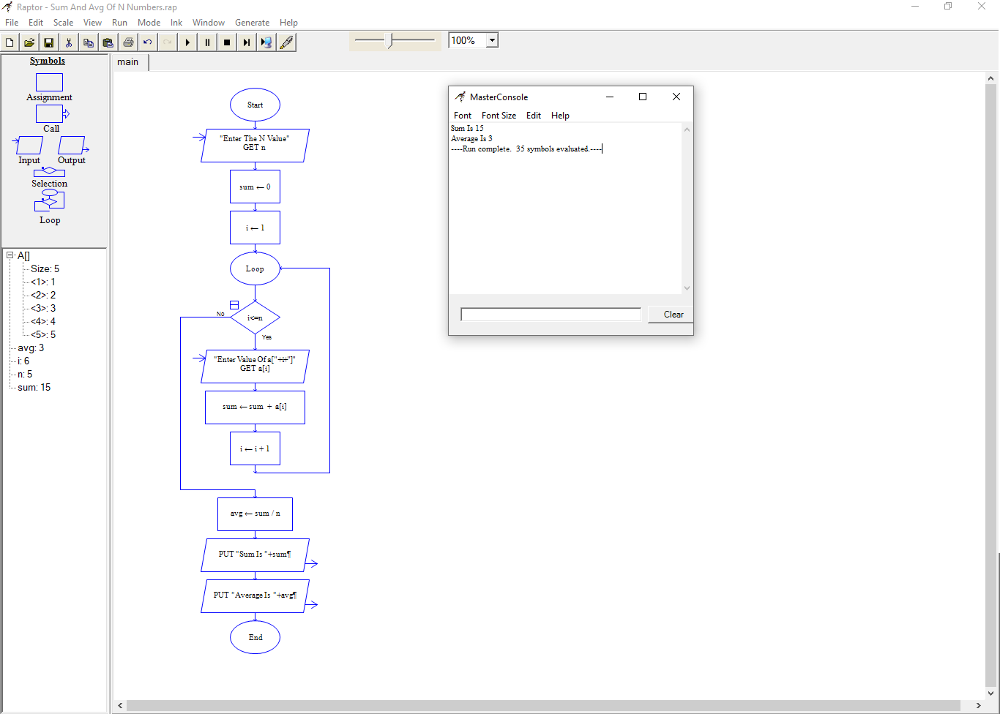 Raptor - Sum And Avg Of N Numbers.rap
File Edit Scale View Run Mode Ink Window Generate Help
100%
Symbols
Assignment
Call
Input Output
Selection
Loop
A[]
Size: 5
<1>: 1
<2>: 2
<3>: 3
<4>: 4
<5>: 5
avg: 3
i: 6
n: 5
sum: 15
main
Start
"Enter The N Value"
GET n
sum ← 0
i ← 1
Loop
No
i<=n
Yes
"Enter Value Of a["+i+"]"
GET a[i]
sum ← sum + a[i]
i ← i + 1
avg ← sum / n
PUT "Sum Is "+sum¶
PUT "Average Is "+avg¶
End
MasterConsole
Font Font Size Edit Help
Sum Is 15
Average Is 3
----Run complete. 35 symbols evaluated.----
Clear